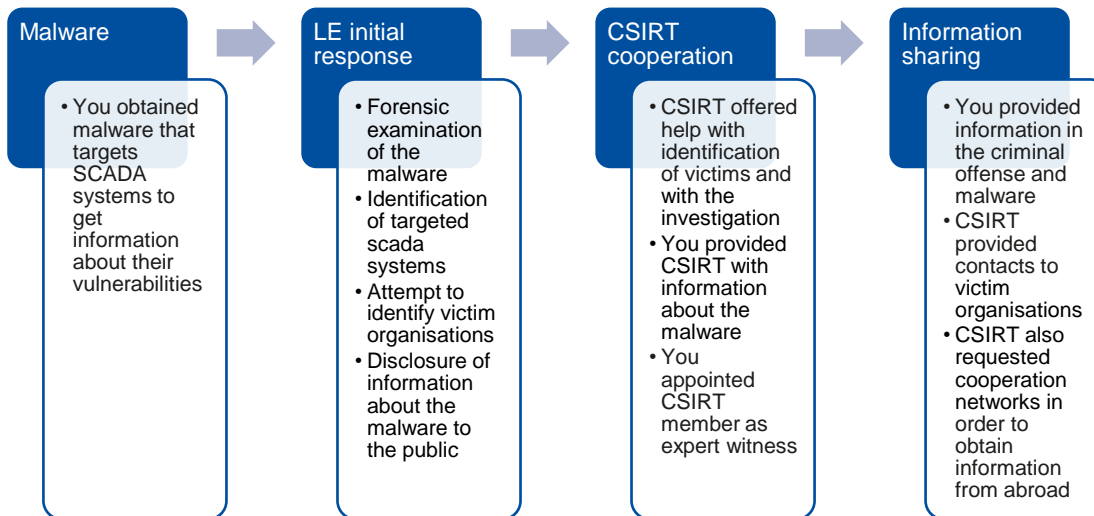 Malware
• You obtained
malware that
targets
SCADA
systems to
get
information
about their
vulnerabilities
LE initial
response
• Forensic
examination
of the
malware
• Identification
of targeted
scada
systems
• Attempt to
identify victim
organisations
• Disclosure of
information
about the
malware to
the public
CSIRT
cooperation
• CSIRT offered
help with
identification
of victims and
with the
investigation
• You provided
CSIRT with
information
about the
malware
• You
appointed
CSIRT
member as
expert witness
Information
sharing
• You provided
information in
the criminal
offense and
malware
• CSIRT
provided
contacts to
victim
organisations
• CSIRT also
requested
cooperation
networks in
order to
obtain
information
from abroad